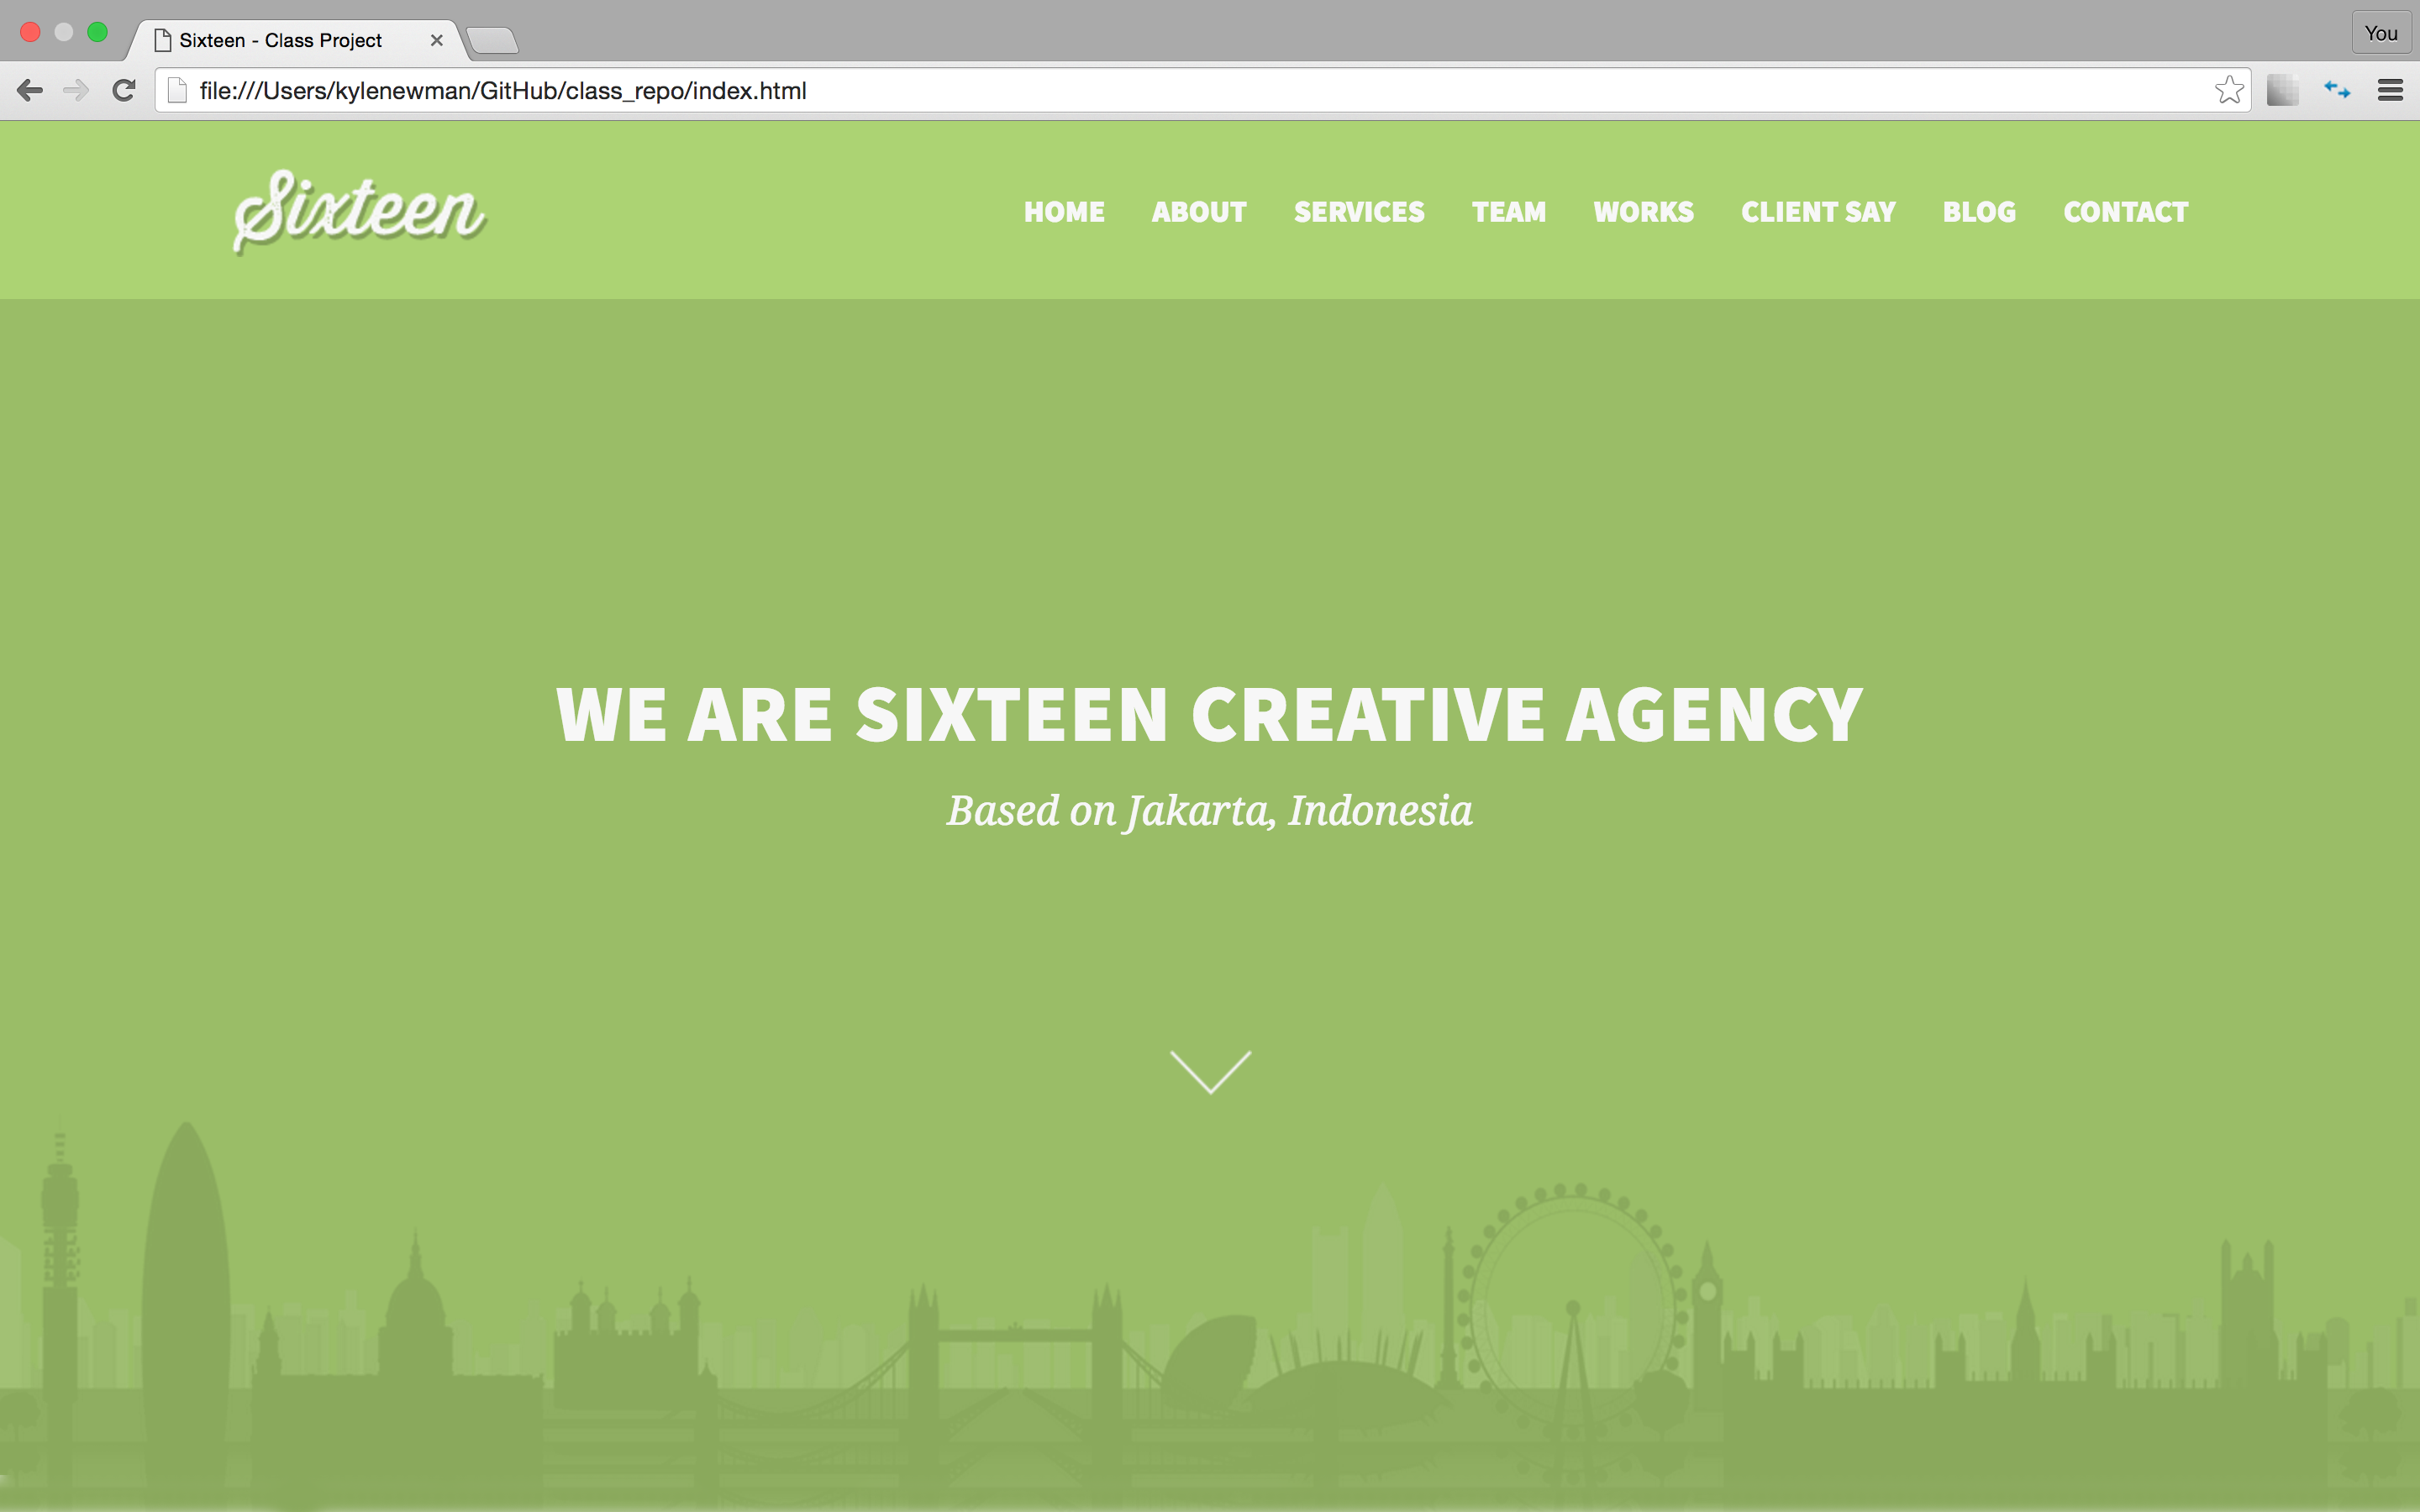 Sixteen - Class Project
You
file:///Users/kylenewman/GitHub/class_repo/index.html
Sixteen
HOME ABOUT SERVICES TEAM WORKS CLIENT SAY BLOG CONTACT
WE ARE SIXTEEN CREATIVE AGENCY
Based on Jakarta, Indonesia